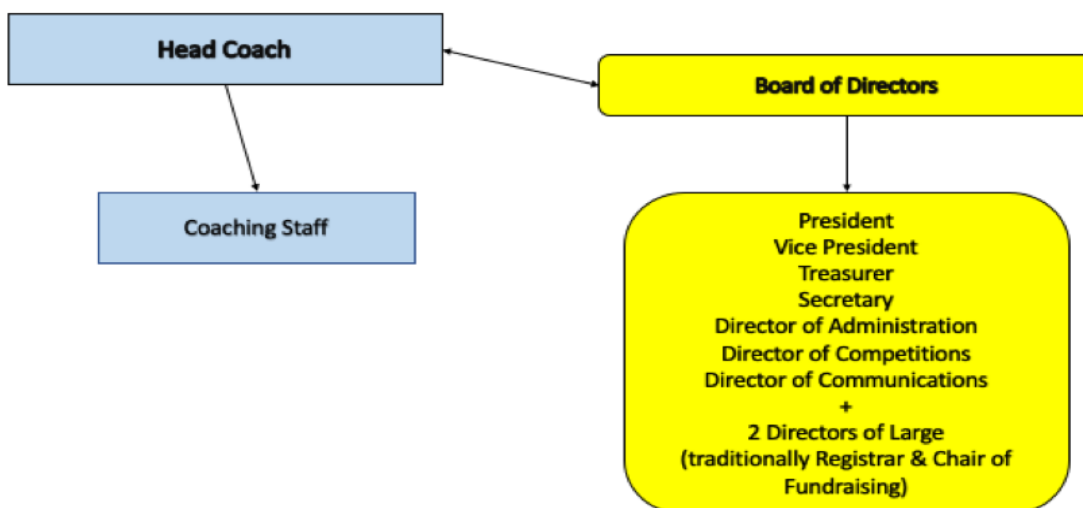 Head Coach
Board of Directors
Coaching Staff
President
Vice President
Treasurer
Secretary
Director of Administration
Director of Competitions
Director of Communications
+
2 Directors of Large
(traditionally Registrar & Chair of
Fundraising)